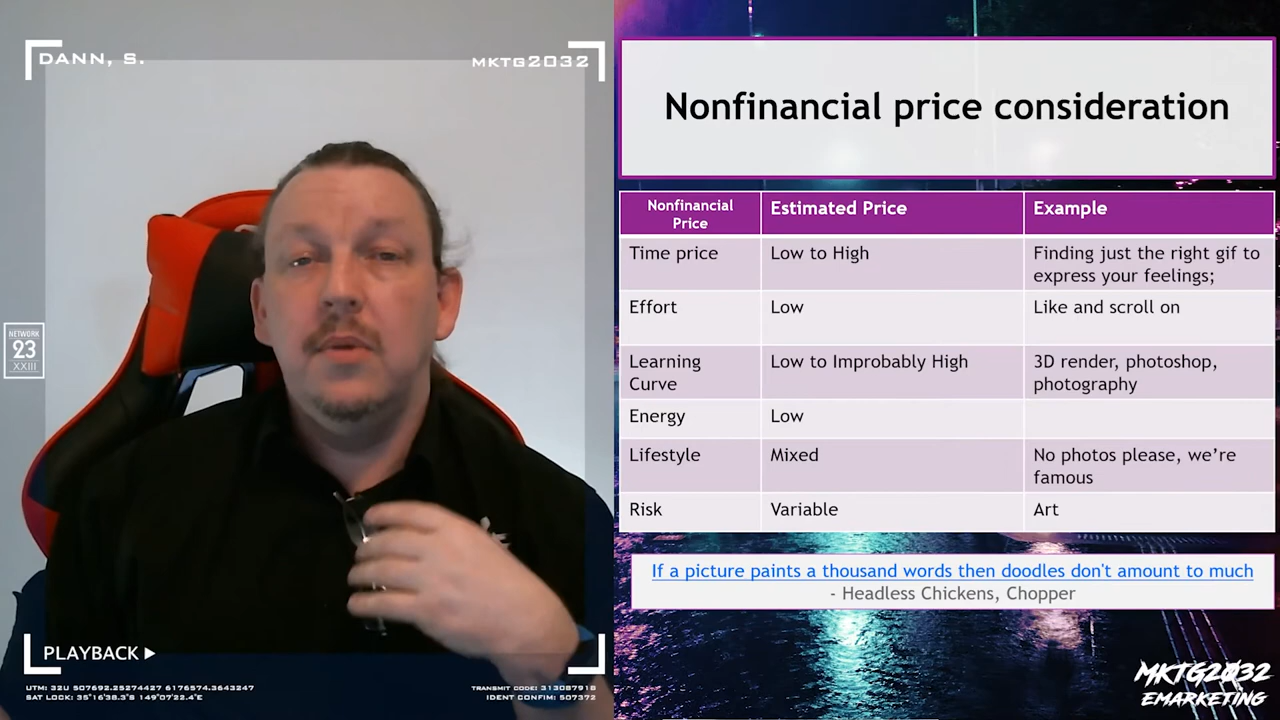 DANN, S.
MKTG2032
NETWORK
23
XXIII
PLAYBACK
UTM: 32U 507692.25274427 6176574.3643247
SAT LOCK: 35°16'38.3"S 149°07'22.4"E
TRANSMIT CODE: 313087918
IDENT CONFIM: 507372
Nonfinancial price consideration
Nonfinancial
Price
Estimated Price
Example
Time price
Low to High
Finding just the right gif to
express your feelings;
Effort
Low
Like and scroll on
Learning
Curve
Low to Improbably High
3D render, photoshop,
photography
Energy
Low
Lifestyle
Mixed
No photos please, we're
famous
Risk
Variable
Art
If a picture paints a thousand words then doodles don't amount to much
- Headless Chickens, Chopper
MKTG2032
EMARKETING